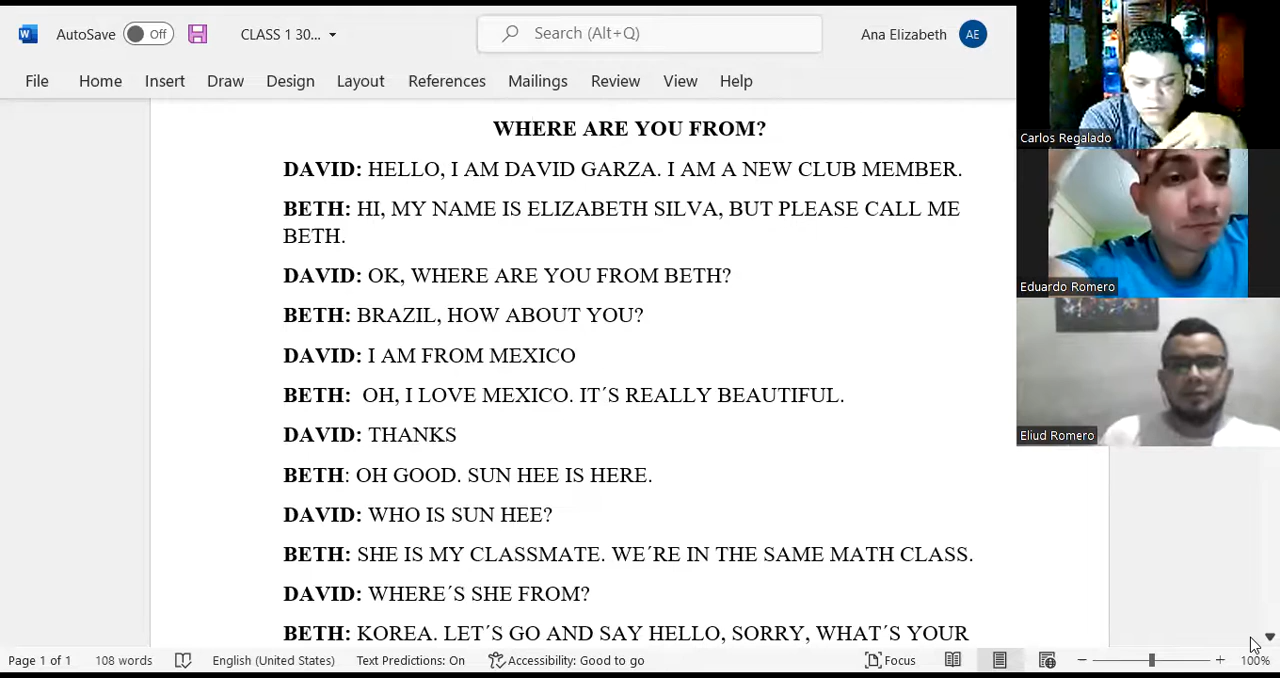 AutoSave Off CLASS 1 30... Search (Alt+Q) Ana Elizabeth AE
File Home Insert Draw Design Layout References Mailings Review View Help
WHERE ARE YOU FROM?
DAVID: HELLO, I AM DAVID GARZA. I AM A NEW CLUB MEMBER.
BETH: HI, MY NAME IS ELIZABETH SILVA, BUT PLEASE CALL ME
BETH.
DAVID: OK, WHERE ARE YOU FROM BETH?
BETH: BRAZIL, HOW ABOUT YOU?
DAVID: I AM FROM MEXICO
BETH: OH, I LOVE MEXICO. IT´S REALLY BEAUTIFUL.
DAVID: THANKS
BETH: OH GOOD. SUN HEE IS HERE.
DAVID: WHO IS SUN HEE?
BETH: SHE IS MY CLASSMATE. WE´RE IN THE SAME MATH CLASS.
DAVID: WHERE´S SHE FROM?
BETH: KOREA. LET´S GO AND SAY HELLO, SORRY, WHAT´S YOUR
Carlos Regalado
Eduardo Romero
Eliud Romero
Page 1 of 1 108 words English (United States) Text Predictions: On Accessibility: Good to go Focus 100%